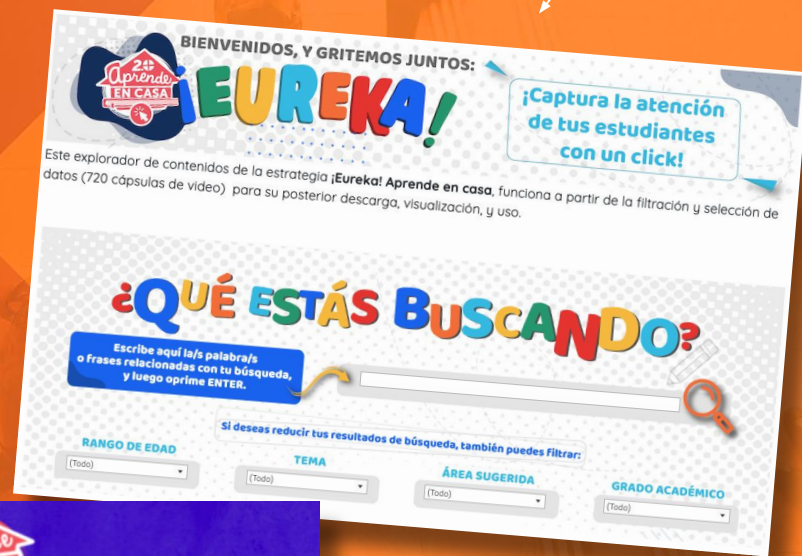 BIENVENIDOS, Y GRITEMOS JUNTOS:
2.0
Aprende
EN CASA
¡EUREKA!
¡Captura la atención
de tus estudiantes
con un click!
Este explorador de contenidos de la estrategia ¡Eureka! Aprende en casa, funciona a partir de la filtración y selección de
datos (720 cápsulas de video) para su posterior descarga, visualización, y uso.
¿QUÉ ESTÁS BUSCANDO?
Escribe aquí la/s palabra/s
o frases relacionadas con tu búsqueda,
y luego oprime ENTER.
Si deseas reducir tus resultados de búsqueda, también puedes filtrar:
RANGO DE EDAD
(Todo)
TEMA
(Todo)
ÁREA SUGERIDA
(Todo)
GRADO ACADÉMICO
(Todo)